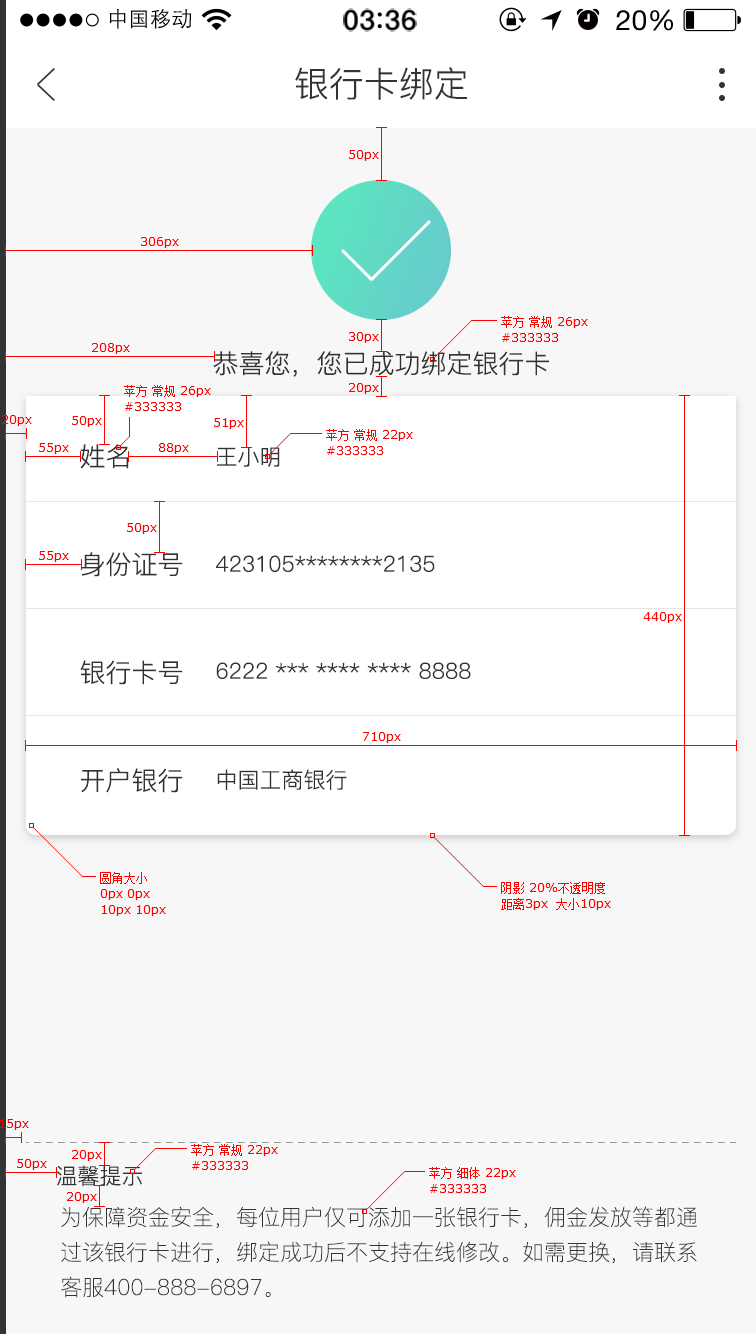 中国移动 03:36 20%
银行卡绑定
50px
306px
30px
苹方 常规 26px
#333333
208px
恭喜您，您已成功绑定银行卡
20px
苹方 常规 26px
#333333
20px
50px
51px
苹方 常规 22px
#333333
55px
88px
姓名 王小明
50px
55px
身份证号 423105********2135
440px
银行卡号 6222 *** **** **** 8888
710px
开户银行 中国工商银行
圆角大小
0px 0px
10px 10px
阴影 20%不透明度
距离3px 大小10px
15px
20px
苹方 常规 22px
#333333
50px
温馨提示
苹方 细体 22px
#333333
20px
为保障资金安全，每位用户仅可添加一张银行卡，佣金发放等都通
过该银行卡进行，绑定成功后不支持在线修改。如需更换，请联系
客服400-888-6897。